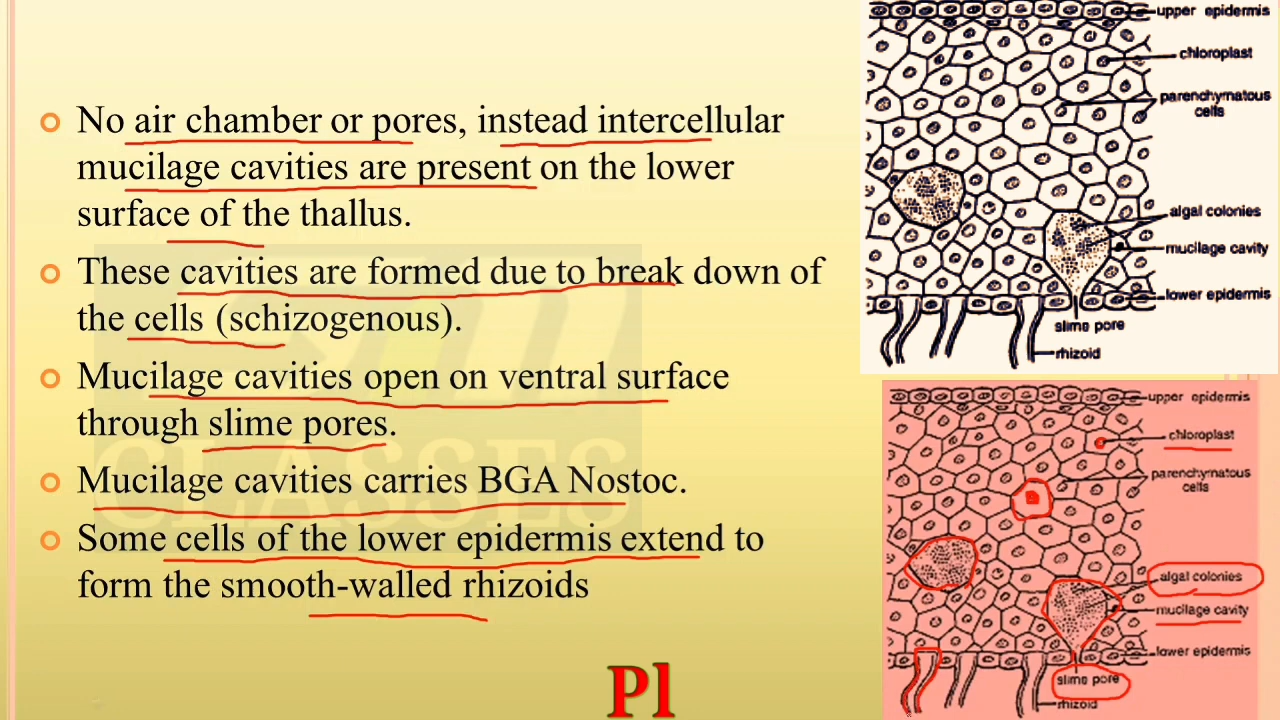 No air chamber or pores, instead intercellular
mucilage cavities are present on the lower
surface of the thallus.
These cavities are formed due to break down of
the cells (schizogenous).
Mucilage cavities open on ventral surface
through slime pores.
Mucilage cavities carries BGA Nostoc.
Some cells of the lower epidermis extend to
form the smooth-walled rhizoids
CLASSES
Pl
upper epidermis
chloroplast
parenchymatous
cells
algal colonies
mucilage cavity
lower epidermis
slime pore
rhizoid
upper epidermis
chloroplast
parenchymatous
cells
algal colonies
mucilage cavity
lower epidermis
slime pore
rhizoid